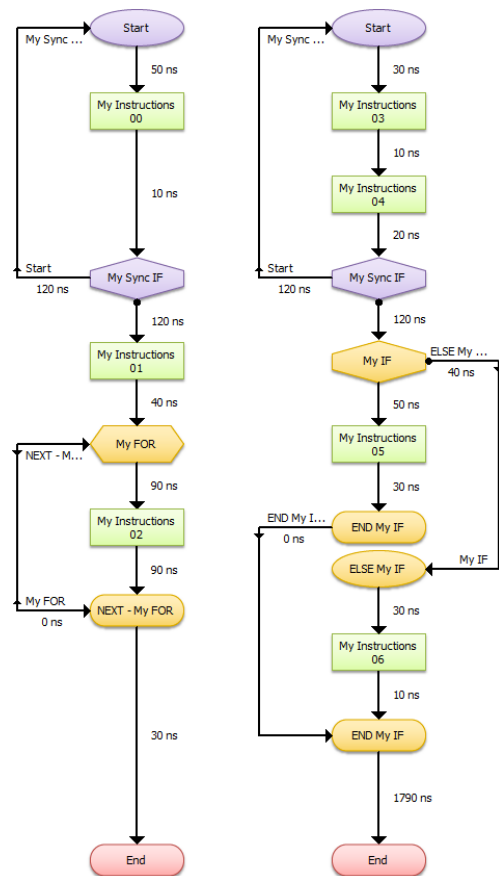 Start
My Sync ...
50 ns
My Instructions
00
10 ns
Start
My Sync IF
120 ns
120 ns
My Instructions
01
40 ns
My FOR
NEXT - M...
90 ns
My Instructions
02
90 ns
My FOR
NEXT - My FOR
0 ns
30 ns
End
Start
My Sync ...
30 ns
My Instructions
03
10 ns
My Instructions
04
20 ns
Start
My Sync IF
120 ns
120 ns
ELSE My ...
My IF
40 ns
50 ns
My Instructions
05
30 ns
END My I...
END My IF
0 ns
My IF
ELSE My IF
30 ns
My Instructions
06
10 ns
END My IF
1790 ns
End